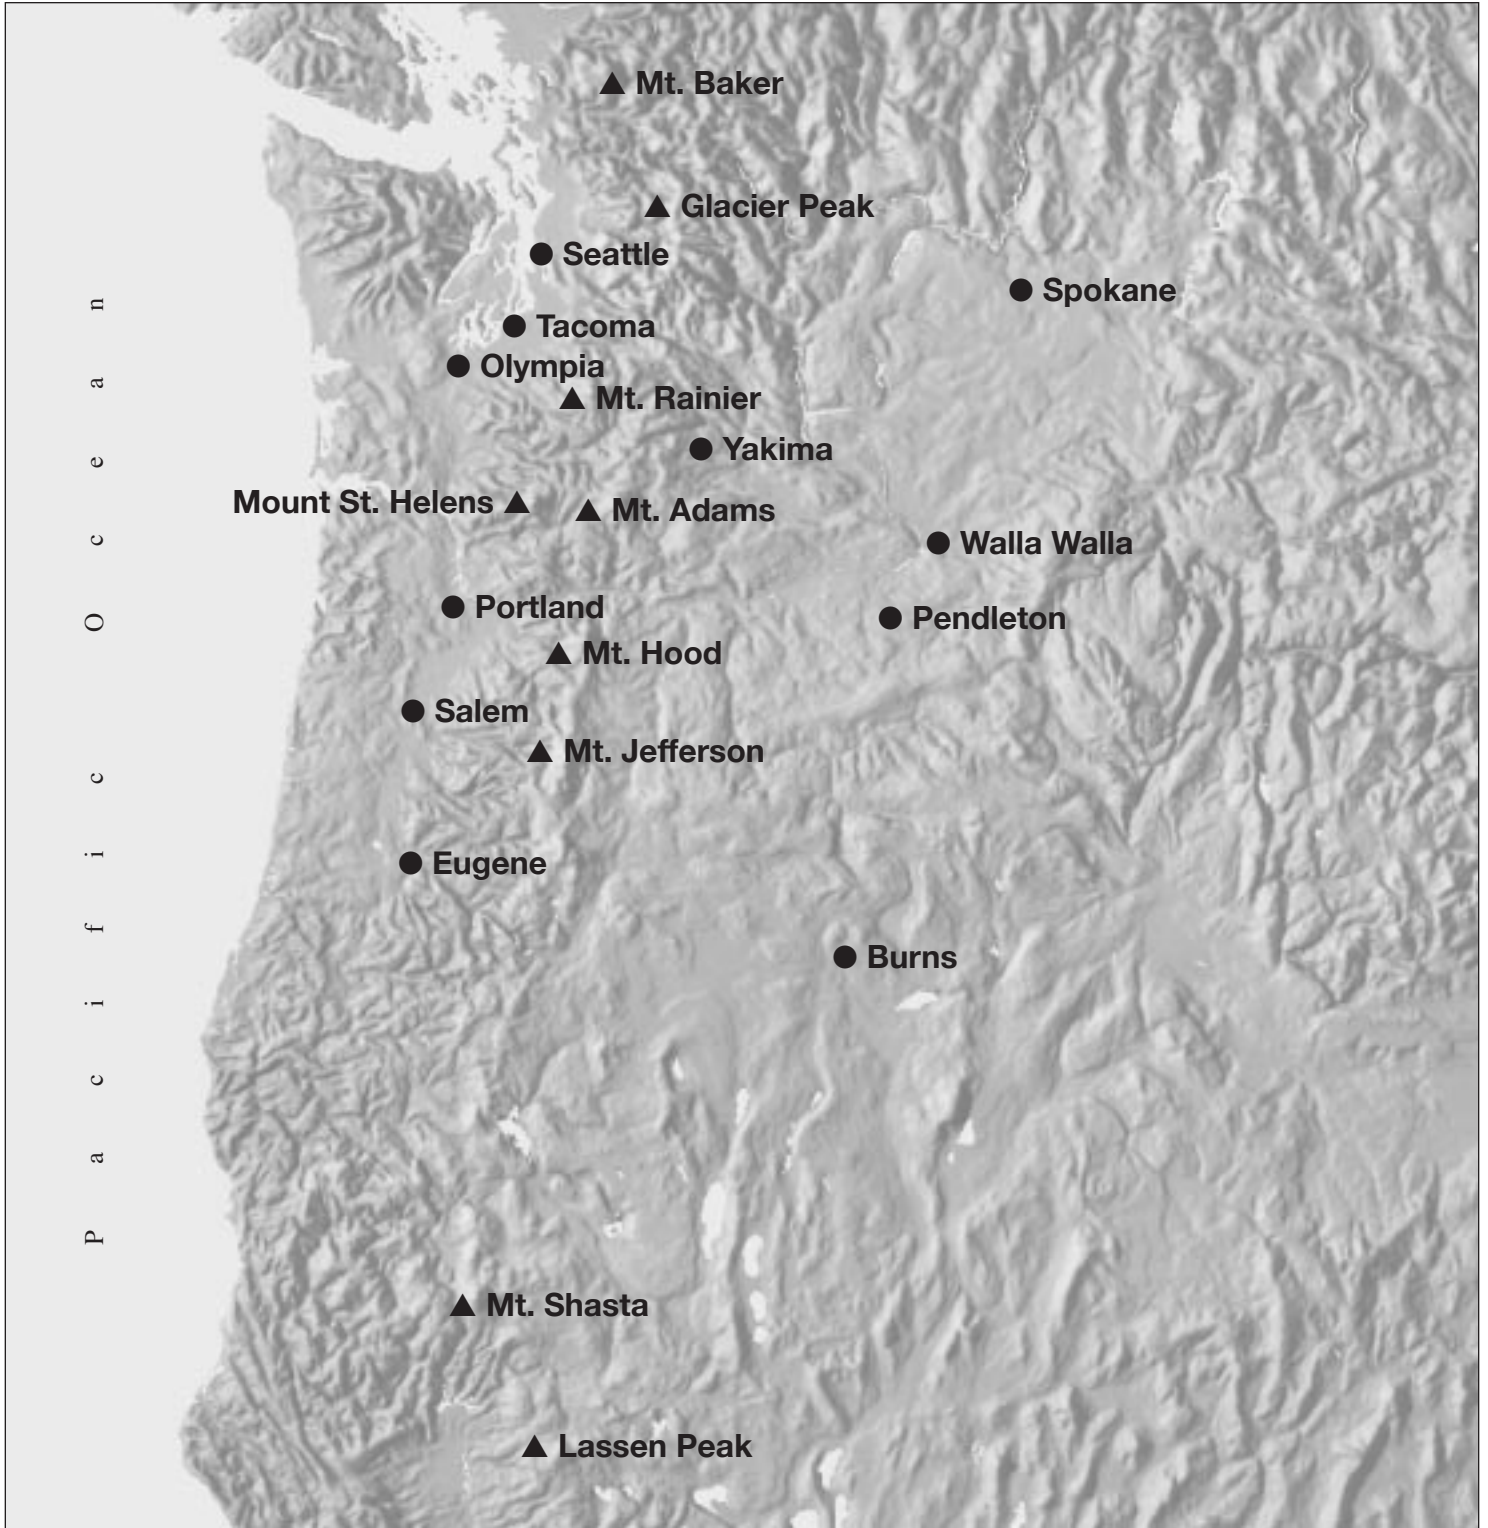 Mt. Baker
Glacier Peak
Seattle
Spokane
Tacoma
Olympia
Mt. Rainier
Yakima
Mount St. Helens
Mt. Adams
Walla Walla
Portland
Pendleton
Mt. Hood
Salem
Mt. Jefferson
Eugene
Burns
Mt. Shasta
Lassen Peak
Pacific Ocean